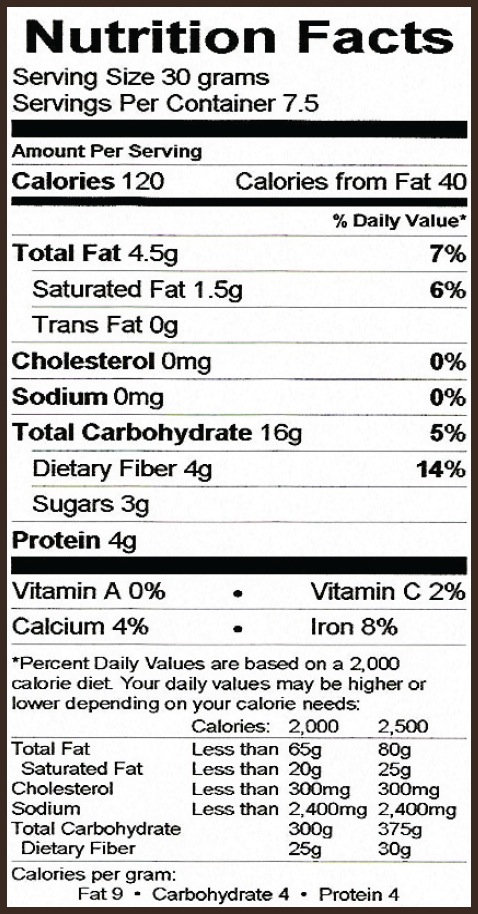 Nutrition Facts
Serving Size 30 grams
Servings Per Container 7.5
Amount Per Serving
Calories 120 Calories from Fat 40
% Daily Value*
Total Fat 4.5g 7%
Saturated Fat 1.5g 6%
Trans Fat 0g
Cholesterol 0mg 0%
Sodium 0mg 0%
Total Carbohydrate 16g 5%
Dietary Fiber 4g 14%
Sugars 3g
Protein 4g
Vitamin A 0% • Vitamin C 2%
Calcium 4% • Iron 8%
*Percent Daily Values are based on a 2,000
calorie diet. Your daily values may be higher or
lower depending on your calorie needs:
Calories: 2,000 2,500
Total Fat Less than 65g 80g
Saturated Fat Less than 20g 25g
Cholesterol Less than 300mg 300mg
Sodium Less than 2,400mg 2,400mg
Total Carbohydrate 300g 375g
Dietary Fiber 25g 30g
Calories per gram:
Fat 9 • Carbohydrate 4 • Protein 4